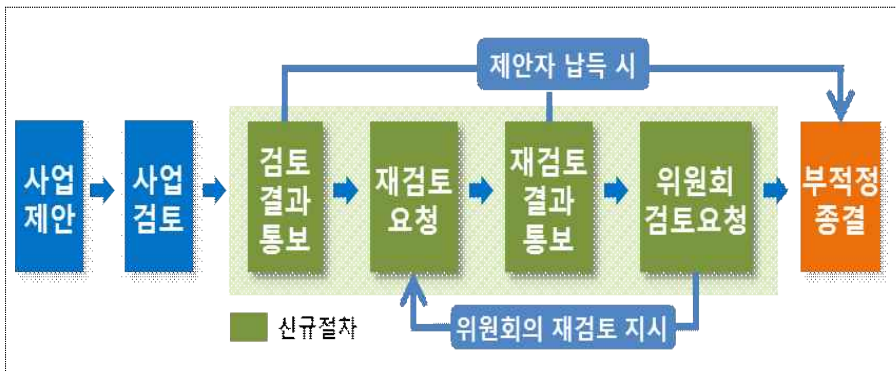 제안자 납득 시
사업
제안
사업
검토
검토
결과
통보
재검토
요청
재검토
결과
통보
위원회
검토요청
부적정
종결
위원회의 재검토 지시
신규절차